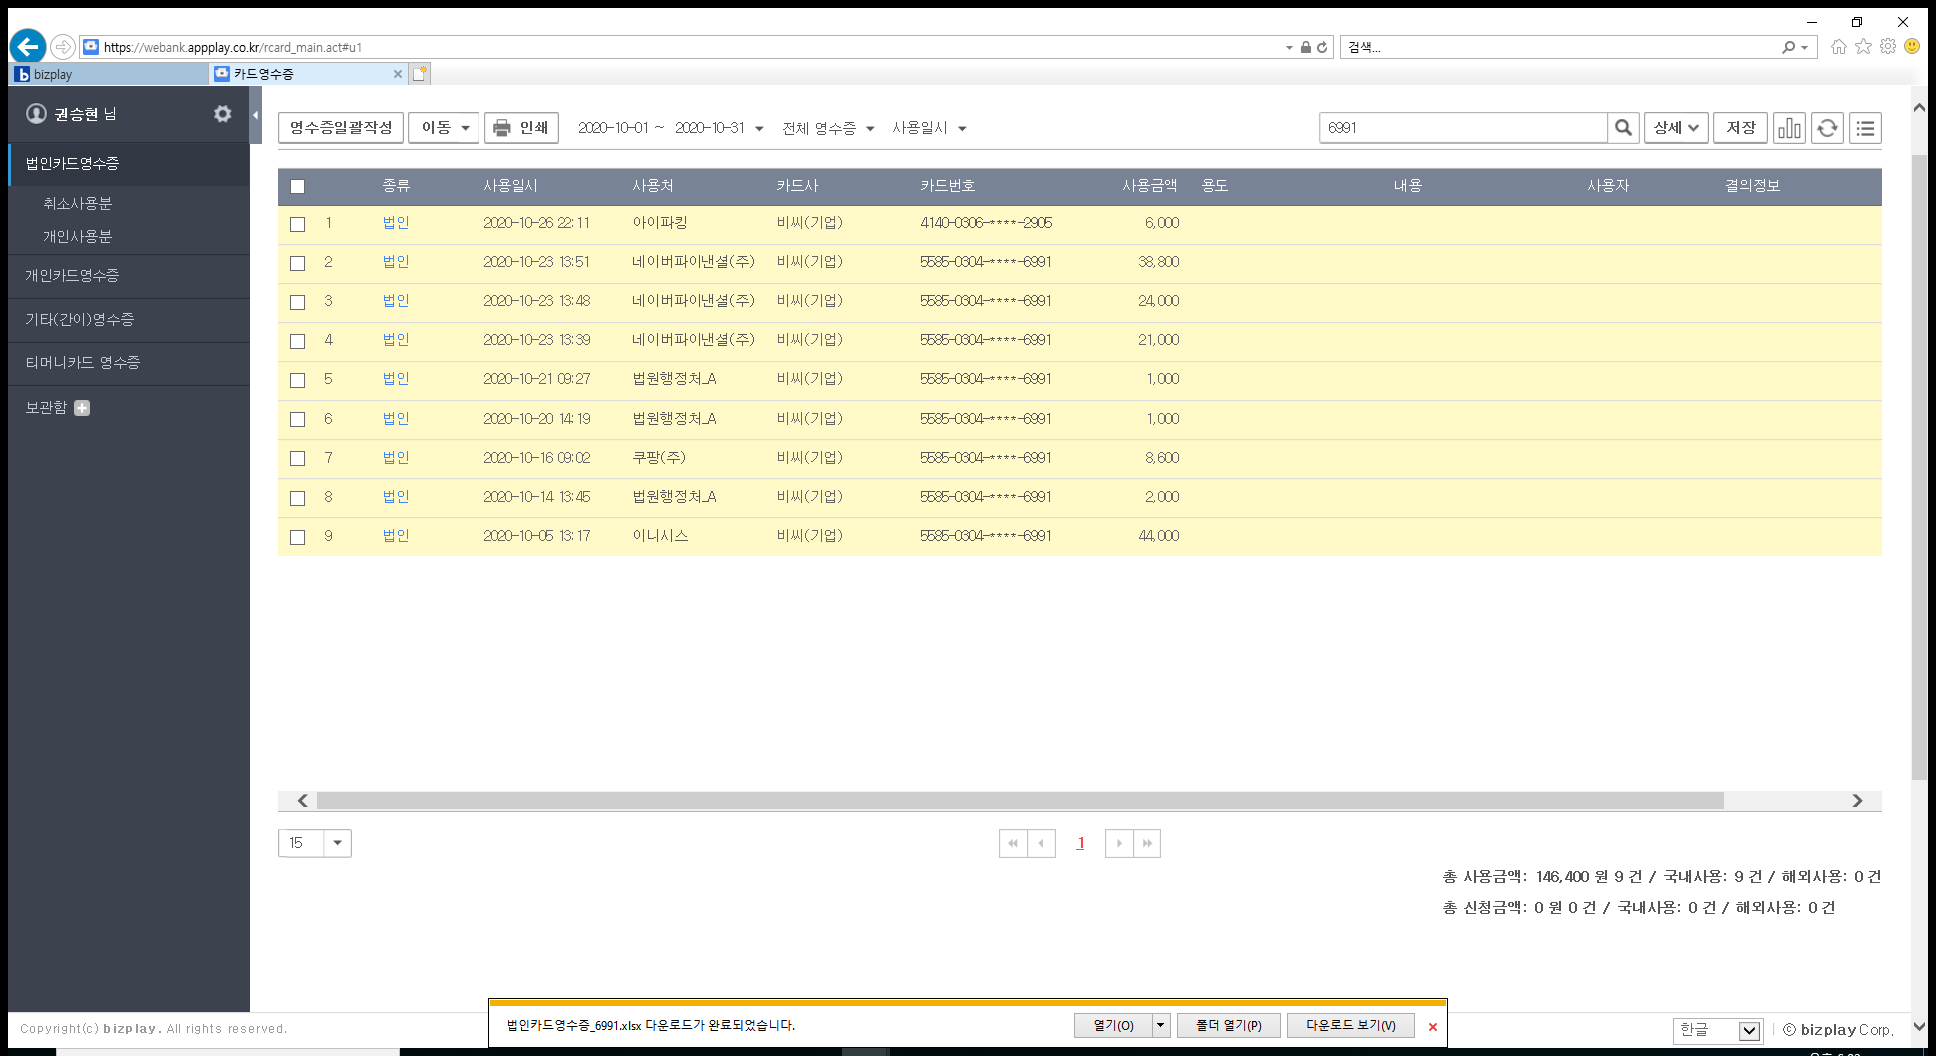 https://webank.appplay.co.kr/rcard_main.act#u1
검색...
bizplay
카드영수증
권승현 님
영수증일괄작성
이동
인쇄
2020-10-01 ~ 2020-10-31
전체 영수증
사용일시
6991
상세
저장
법인카드영수증
취소사용분
개인사용분
개인카드영수증
기타(간이)영수증
티머니카드 영수증
보관함
종류 사용일시 사용처 카드사 카드번호 사용금액 용도 내용 사용자 결의정보
1 법인 2020-10-26 22:11 아이파킹 비씨(기업) 4140-0306-****-2905 6,000
2 법인 2020-10-23 13:51 네이버파이낸셜(주) 비씨(기업) 5585-0304-****-6991 38,800
3 법인 2020-10-23 13:48 네이버파이낸셜(주) 비씨(기업) 5585-0304-****-6991 24,000
4 법인 2020-10-23 13:39 네이버파이낸셜(주) 비씨(기업) 5585-0304-****-6991 21,000
5 법인 2020-10-21 09:27 법원행정처_A 비씨(기업) 5585-0304-****-6991 1,000
6 법인 2020-10-20 14:19 법원행정처_A 비씨(기업) 5585-0304-****-6991 1,000
7 법인 2020-10-16 09:02 쿠팡(주) 비씨(기업) 5585-0304-****-6991 8,600
8 법인 2020-10-14 13:45 법원행정처_A 비씨(기업) 5585-0304-****-6991 2,000
9 법인 2020-10-05 13:17 이니시스 비씨(기업) 5585-0304-****-6991 44,000
15
1
총 사용금액: 146,400 원 9 건 / 국내사용: 9 건 / 해외사용: 0 건
총 신청금액: 0 원 0 건 / 국내사용: 0 건 / 해외사용: 0 건
Copyright(c) bizplay. All rights reserved.
법인카드영수증_6991.xlsx 다운로드가 완료되었습니다.
열기(O)
폴더 열기(P)
다운로드 보기(V)
한글
ⓒ bizplay Corp.